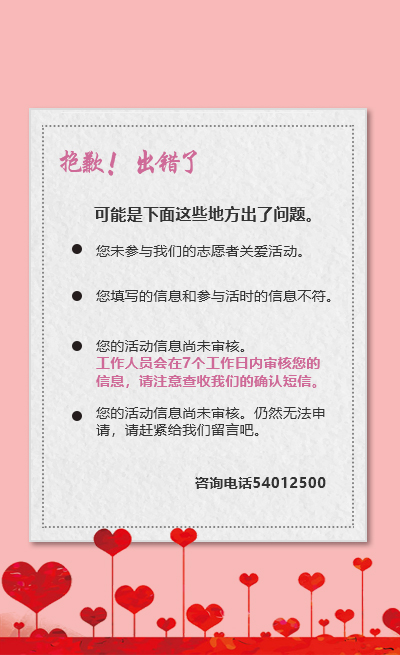 抱歉！ 出错了
可能是下面这些地方出了问题。
您未参与我们的志愿者关爱活动。
您填写的信息和参与活时的信息不符。
您的活动信息尚未审核。
工作人员会在7个工作日内审核您的
信息，请注意查收我们的确认短信。
您的活动信息尚未审核。仍然无法申
请，请赶紧给我们留言吧。
咨询电话54012500